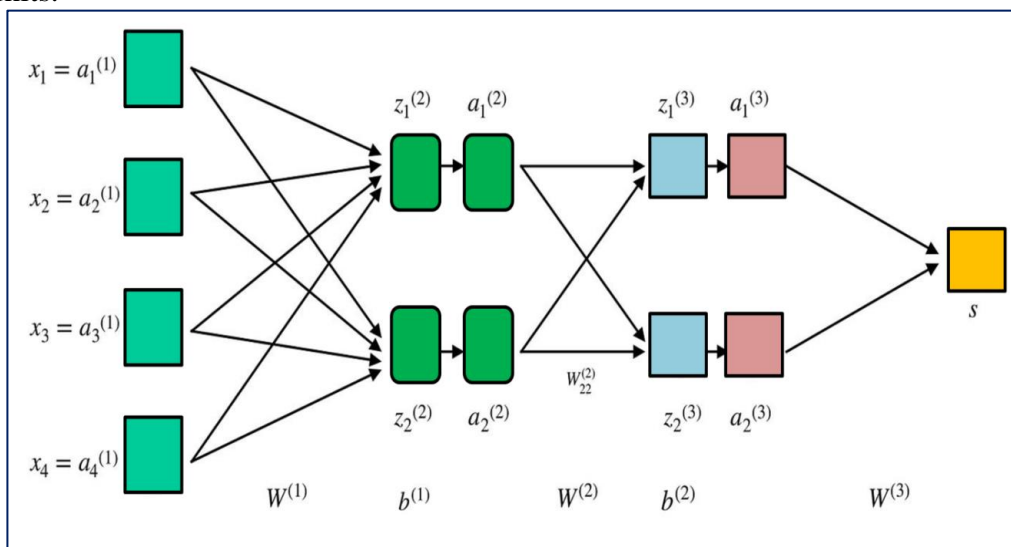 x₁ = a₁⁽¹⁾
x₂ = a₂⁽¹⁾
x₃ = a₃⁽¹⁾
x₄ = a₄⁽¹⁾
z₁⁽²⁾ a₁⁽²⁾
z₂⁽²⁾ a₂⁽²⁾
z₁⁽³⁾ a₁⁽³⁾
W₂₂⁽²⁾
z₂⁽³⁾ a₂⁽³⁾
s
W⁽¹⁾ b⁽¹⁾ W⁽²⁾ b⁽²⁾ W⁽³⁾